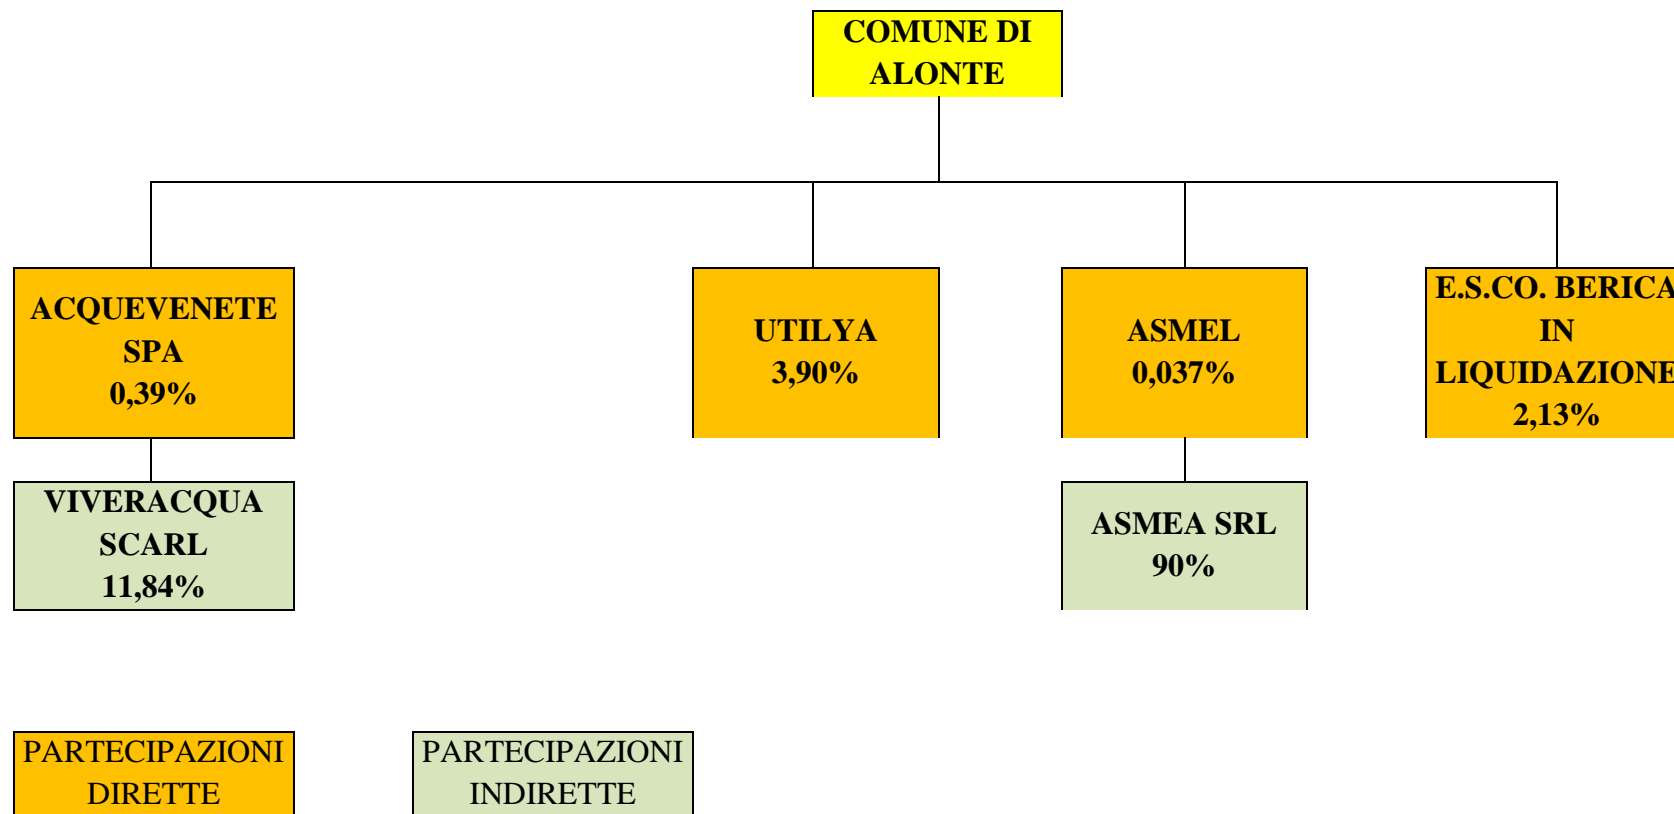 COMUNE DI
ALONTE
ACQUEVENETE
SPA
0,39%
UTILYA
3,90%
ASMEL
0,037%
E.S.CO. BERICA
IN
LIQUIDAZIONE
2,13%
VIVERACQUA
SCARL
11,84%
ASMEA SRL
90%
PARTECIPAZIONI
DIRETTE
PARTECIPAZIONI
INDIRETTE